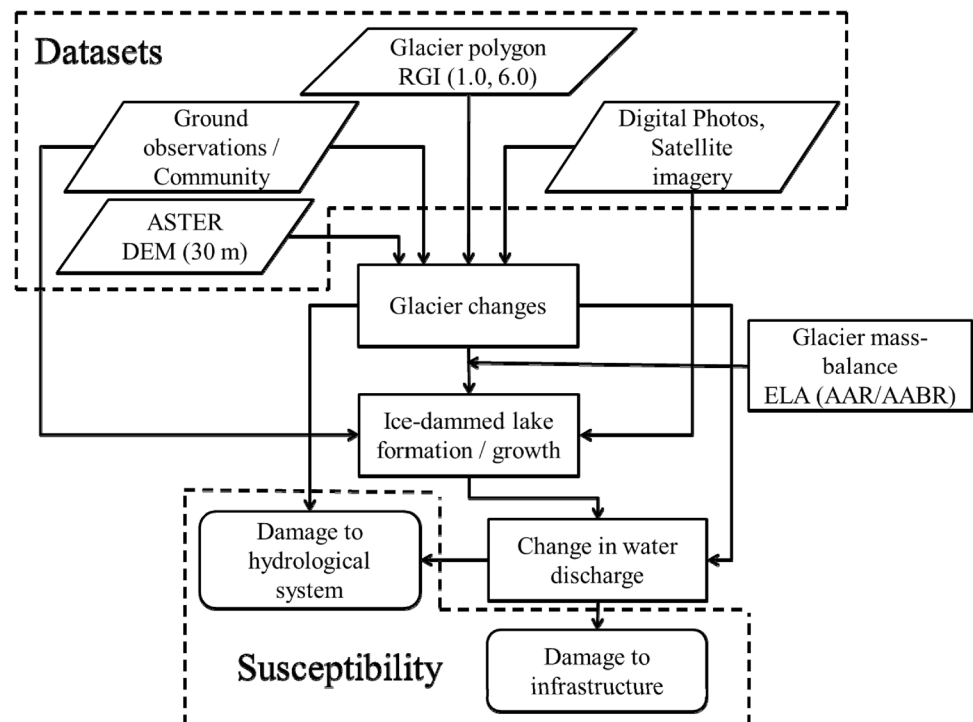 Datasets
Glacier polygon
RGI (1.0, 6.0)
Ground
observations /
Community
Digital Photos,
Satellite
imagery
ASTER
DEM (30 m)
Glacier changes
Glacier mass-
balance
ELA (AAR/AABR)
Ice-dammed lake
formation / growth
Damage to
hydrological
system
Change in water
discharge
Susceptibility
Damage to
infrastructure